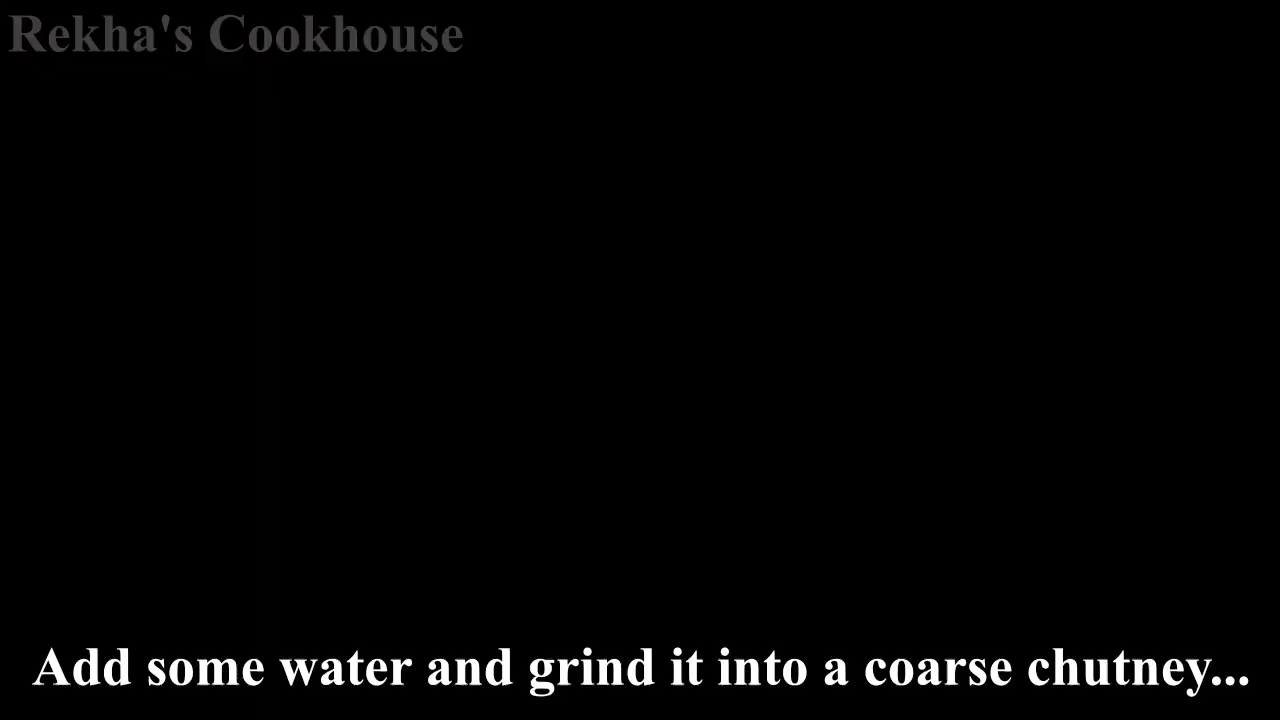 Rekha's Cookhouse
Add some water and grind it into a coarse chutney...